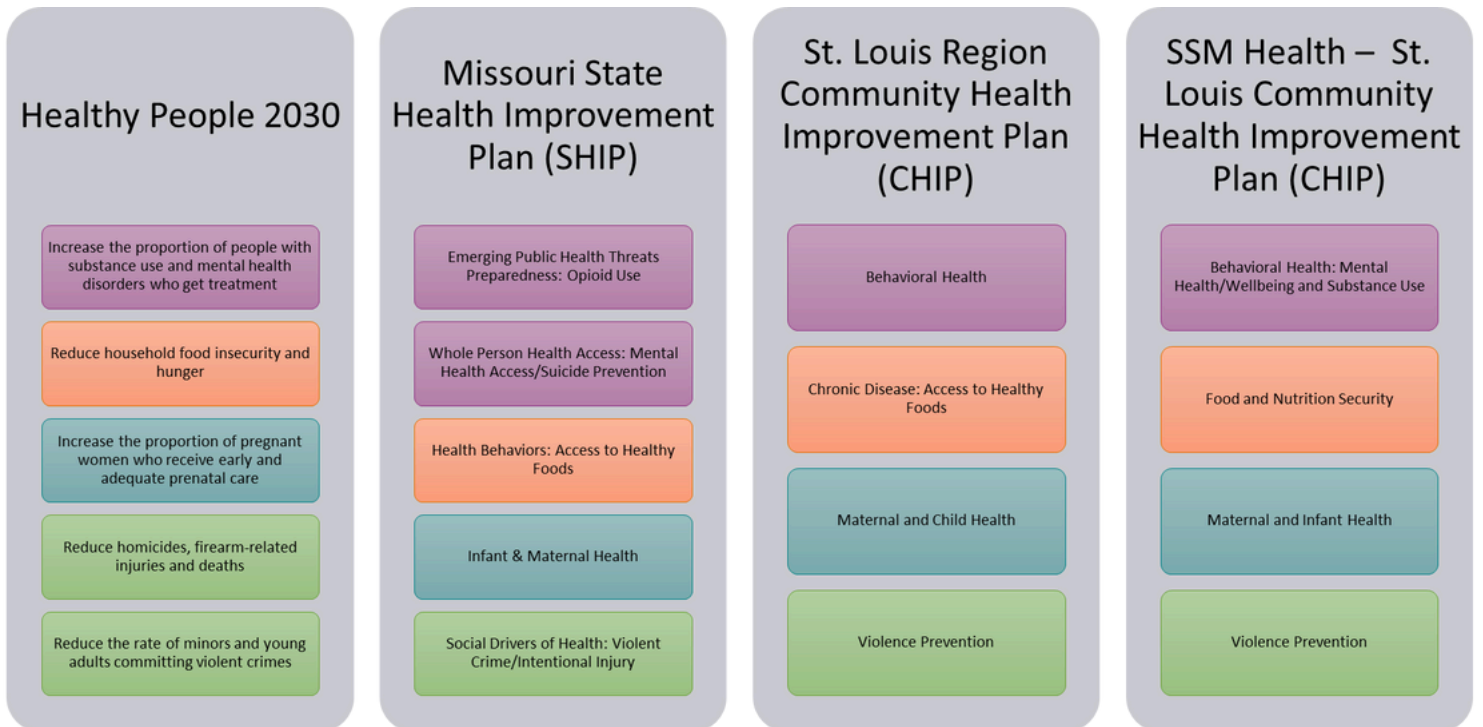 Healthy People 2030
Increase the proportion of people with
substance use and mental health
disorders who get treatment
Reduce household food insecurity and
hunger
Increase the proportion of pregnant
women who receive early and
adequate prenatal care
Reduce homicides, firearm-related
injuries and deaths
Reduce the rate of minors and young
adults committing violent crimes
Missouri State
Health Improvement
Plan (SHIP)
Emerging Public Health Threats
Preparedness: Opioid Use
Whole Person Health Access: Mental
Health Access/Suicide Prevention
Health Behaviors: Access to Healthy
Foods
Infant & Maternal Health
Social Drivers of Health: Violent
Crime/Intentional Injury
St. Louis Region
Community Health
Improvement Plan
(CHIP)
Behavioral Health
Chronic Disease: Access to Healthy
Foods
Maternal and Child Health
Violence Prevention
SSM Health – St.
Louis Community
Health Improvement
Plan (CHIP)
Behavioral Health: Mental
Health/Wellbeing and Substance Use
Food and Nutrition Security
Maternal and Infant Health
Violence Prevention